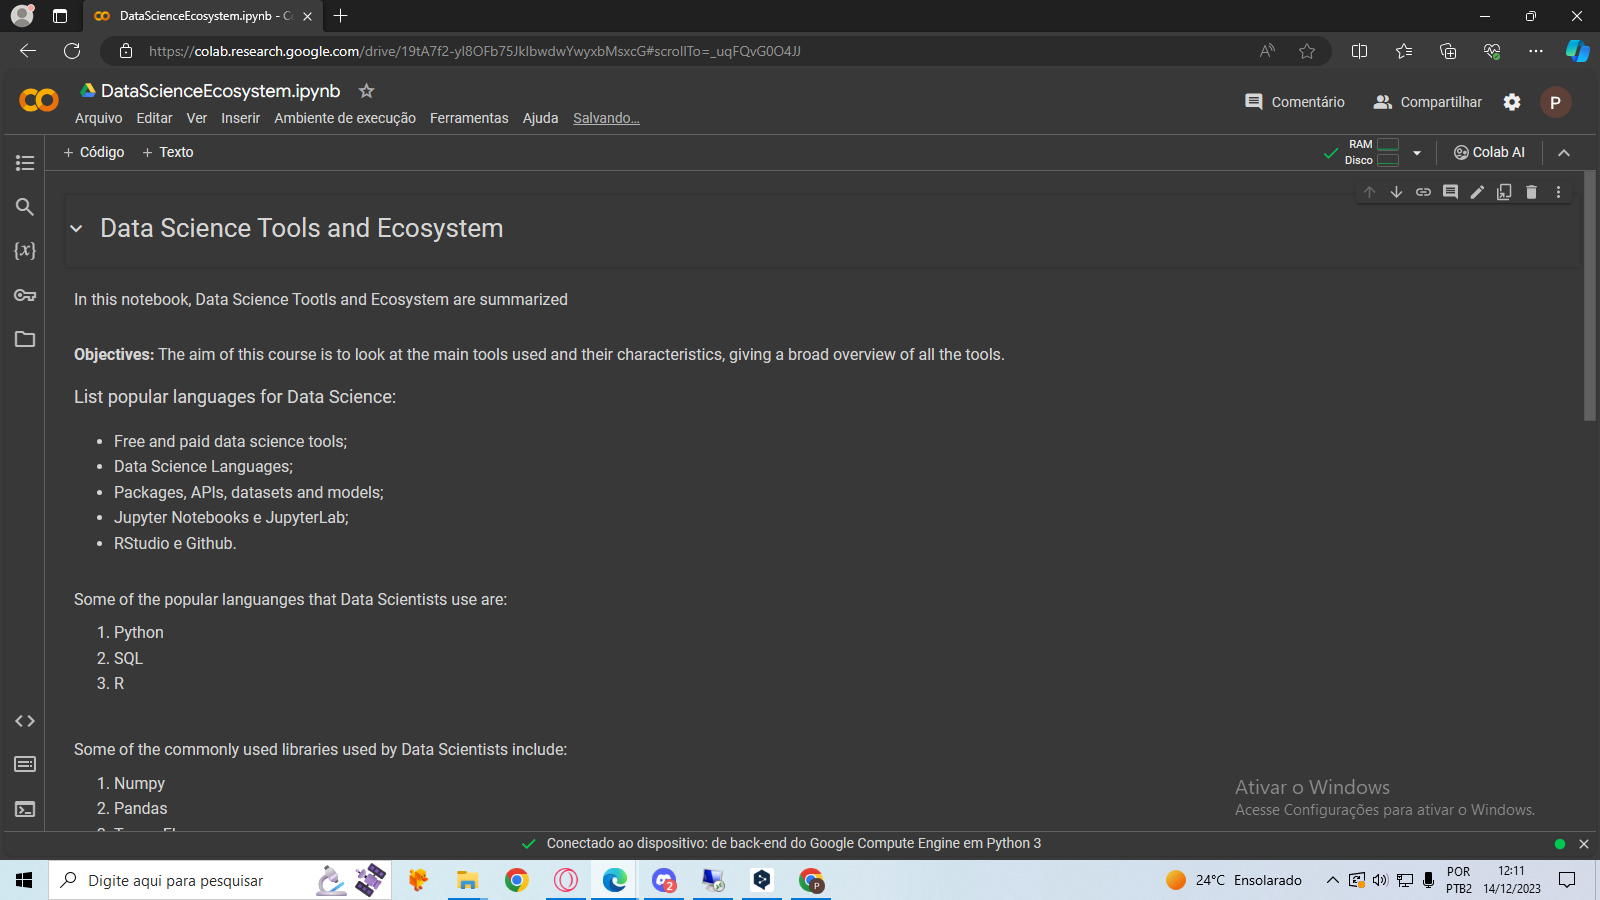 DataScienceEcosystem.ipynb - C
https://colab.research.google.com/drive/19tA7f2-yI8OFb75JkIbwdwYwyxbMsxcG#scrollTo=_uqFQvG0O4JJ
DataScienceEcosystem.ipynb
Comentário
Compartilhar
P
Arquivo Editar Ver Inserir Ambiente de execução Ferramentas Ajuda Salvando...
+ Código + Texto
RAM
Disco
Colab AI
Data Science Tools and Ecosystem
In this notebook, Data Science Tootls and Ecosystem are summarized
Objectives: The aim of this course is to look at the main tools used and their characteristics, giving a broad overview of all the tools.
List popular languages for Data Science:
• Free and paid data science tools;
• Data Science Languages;
• Packages, APIs, datasets and models;
• Jupyter Notebooks e JupyterLab;
• RStudio e Github.
Some of the popular languanges that Data Scientists use are:
1. Python
2. SQL
3. R
Some of the commonly used libraries used by Data Scientists include:
1. Numpy
2. Pandas
Ativar o Windows
Acesse Configurações para ativar o Windows.
Conectado ao dispositivo: de back-end do Google Compute Engine em Python 3
Digite aqui para pesquisar
2
P
24°C Ensolarado
POR
PTB2
12:11
14/12/2023